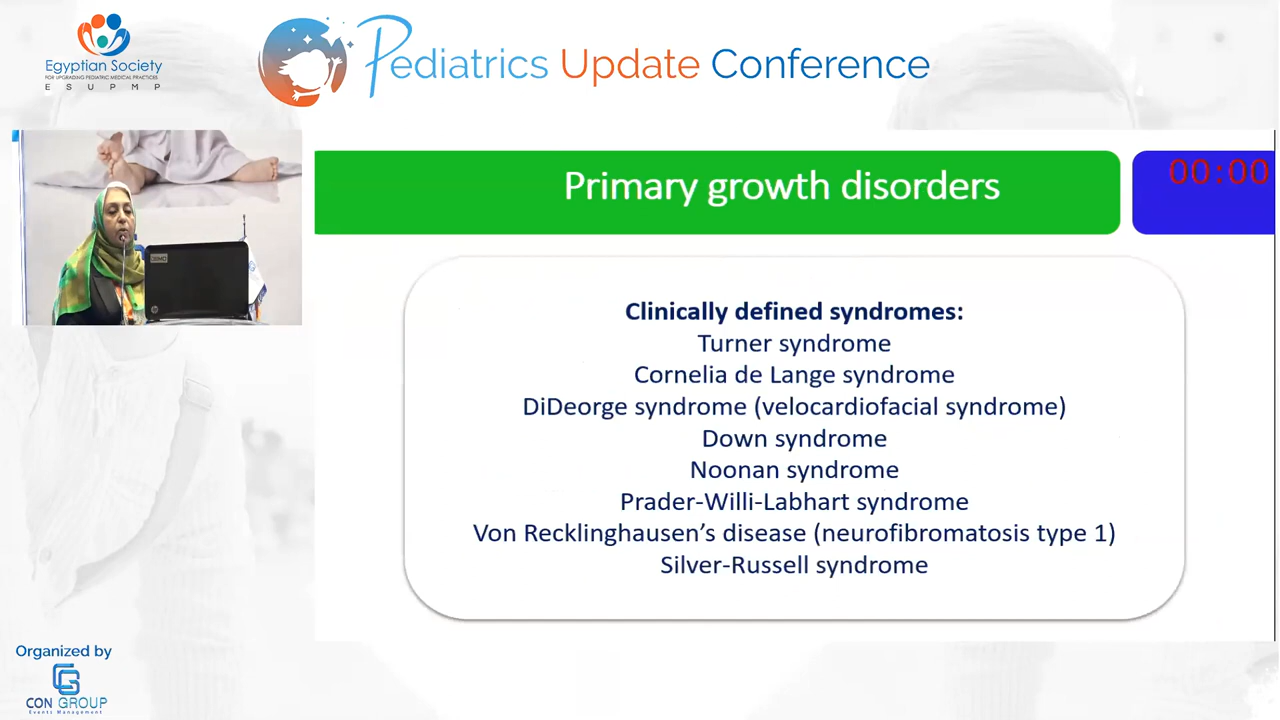 Egyptian Society
FOR UPGRADING PEDIATRIC MEDICAL PRACTICES
E S U P M P
Pediatrics Update Conference
Primary growth disorders
00:00
Clinically defined syndromes:
Turner syndrome
Cornelia de Lange syndrome
DiDeorge syndrome (velocardiofacial syndrome)
Down syndrome
Noonan syndrome
Prader-Willi-Labhart syndrome
Von Recklinghausen’s disease (neurofibromatosis type 1)
Silver-Russell syndrome
Organized by
CON GROUP
Events Management